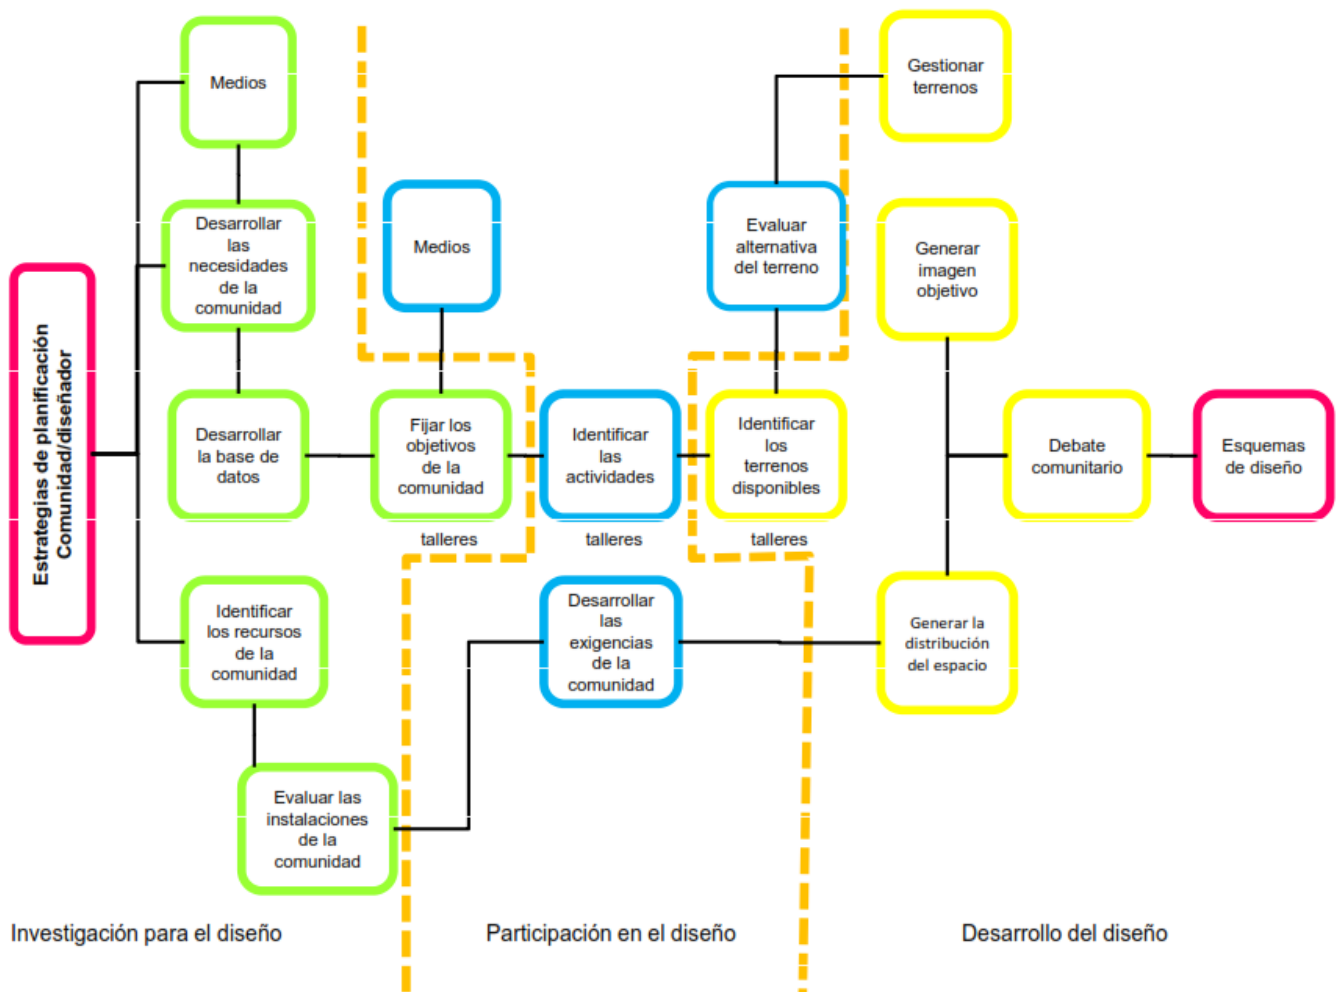 Estrategias de planificación
Comunidad/diseñador
Medios
Desarrollar
las
necesidades
de la
comunidad
Desarrollar
la base de
datos
Identificar
los recursos
de la
comunidad
Evaluar las
instalaciones
de la
comunidad
Medios
Fijar los
objetivos
de la
comunidad
talleres
Identificar
las
actividades
talleres
Desarrollar
las
exigencias
de la
comunidad
Evaluar
alternativa
del terreno
Identificar
los
terrenos
disponibles
talleres
Gestionar
terrenos
Generar
imagen
objetivo
Generar la
distribución
del espacio
Debate
comunitario
Esquemas
de diseño
Investigación para el diseño
Participación en el diseño
Desarrollo del diseño